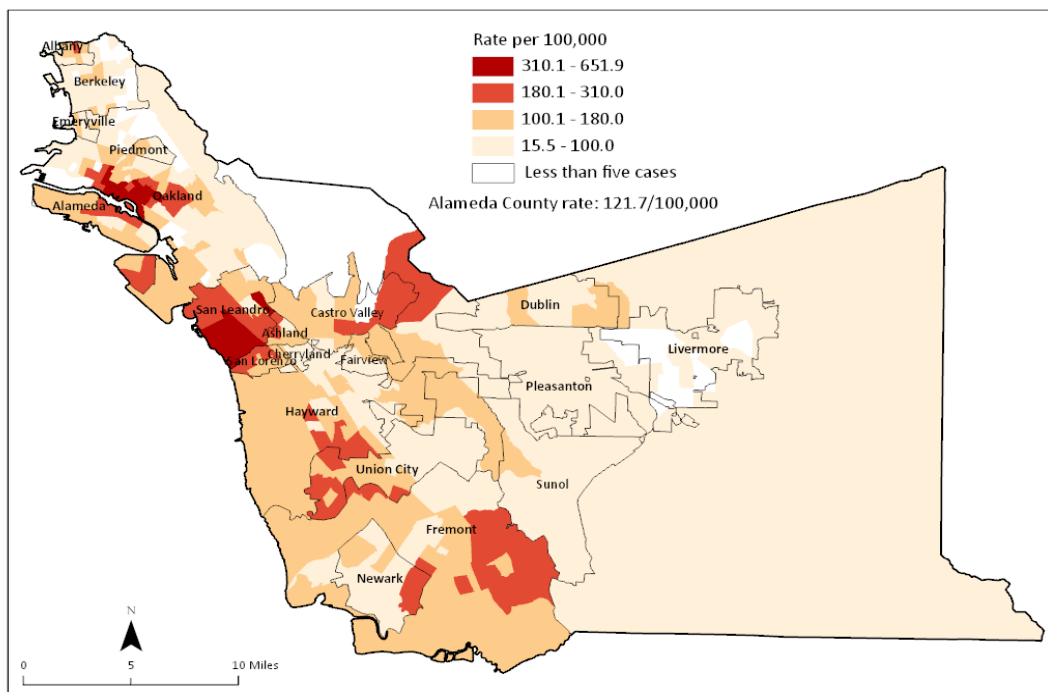 Rate per 100,000
310.1 - 651.9
180.1 - 310.0
100.1 - 180.0
15.5 - 100.0
Less than five cases
Alameda County rate: 121.7/100,000
Albany
Berkeley
Emeryville
Piedmont
Oakland
Alameda
San Leandro
Castro Valley
Dublin
Ashland
Livermore
Cherryland
San Lorenzo
Fairview
Pleasanton
Hayward
Union City
Sunol
Fremont
Newark
N
0 5 10 Miles